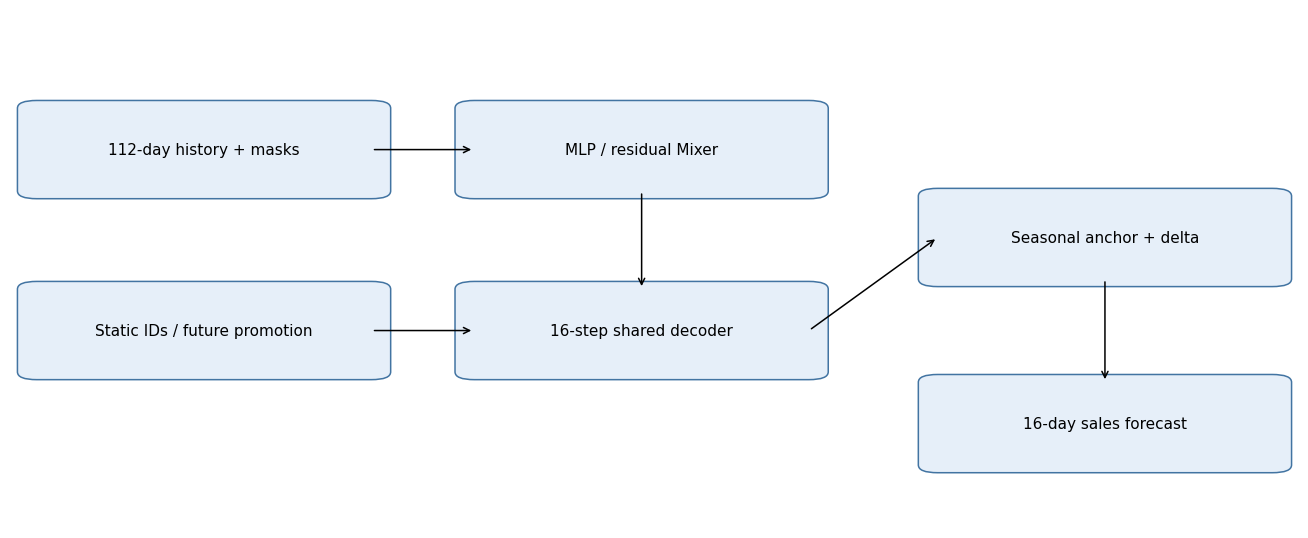 112-day history + masks
MLP / residual Mixer
Static IDs / future promotion
16-step shared decoder
Seasonal anchor + delta
16-day sales forecast